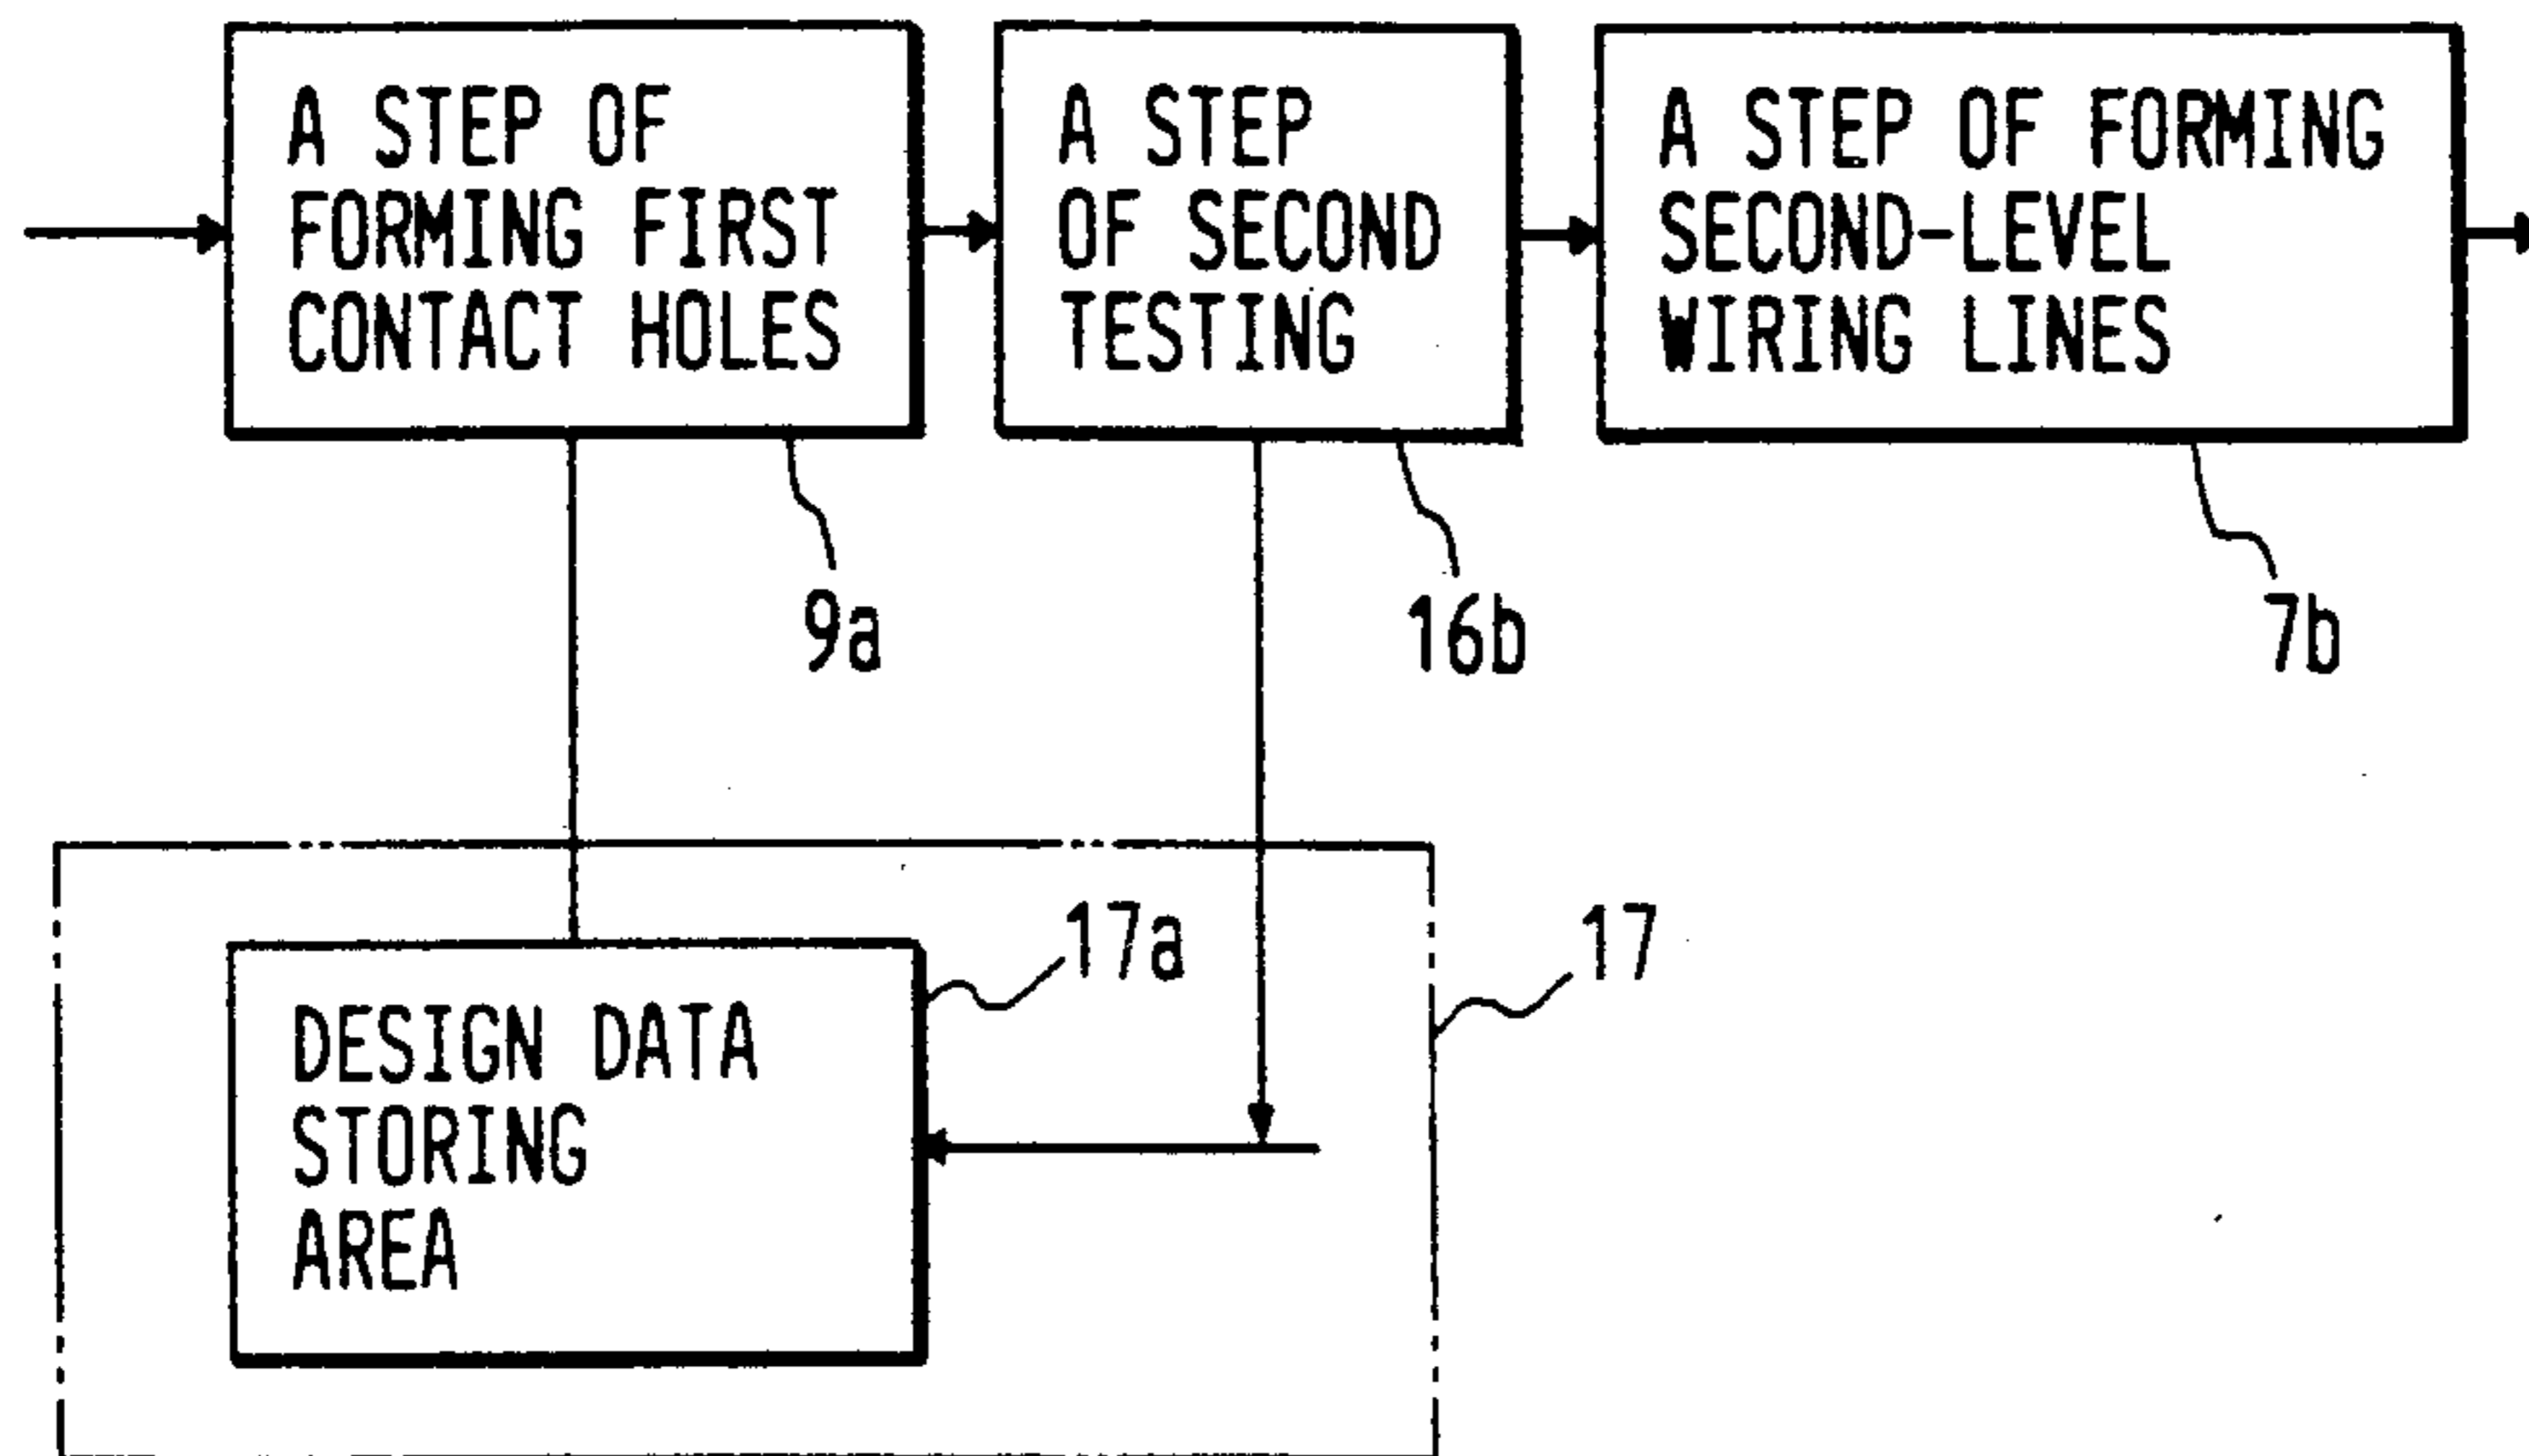 A STEP OF
FORMING FIRST
CONTACT HOLES
A STEP
OF SECOND
TESTING
A STEP OF FORMING
SECOND-LEVEL
WIRING LINES
9a
16b
7b
17a
17
DESIGN DATA
STORING
AREA